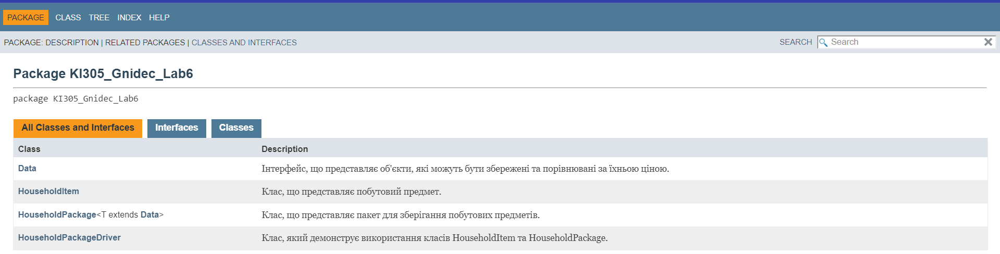 PACKAGE CLASS TREE INDEX HELP
PACKAGE: DESCRIPTION | RELATED PACKAGES | CLASSES AND INTERFACES SEARCH Search
Package KI305_Gnidec_Lab6
package KI305_Gnidec_Lab6
All Classes and Interfaces Interfaces Classes
Class Description
Data Інтерфейс, що представляє об'єкти, які можуть бути збережені та порівнювані за їхньою ціною.
HouseholdItem Клас, що представляє побутовий предмет.
HouseholdPackage<T extends Data> Клас, що представляє пакет для зберігання побутових предметів.
HouseholdPackageDriver Клас, який демонструє використання класів HouseholdItem та HouseholdPackage.